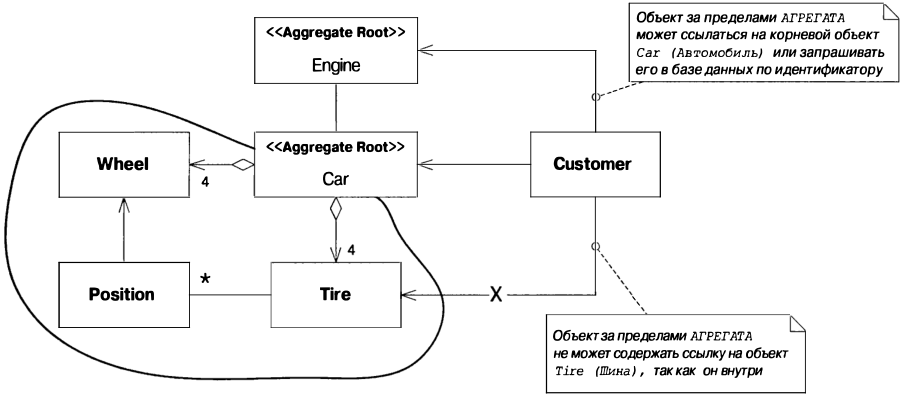 <<Aggregate Root>>
Engine
Объект за пределами АГРЕГАТА
может ссылаться на корневой объект
Car (Автомобиль) или запрашивать
его в базе данных по идентификатору
Wheel
4
<<Aggregate Root>>
Car
Customer
4
Position
*
Tire
X
Объект за пределами АГРЕГАТА
не может содержать ссылку на объект
Tire (Шина), так как он внутри